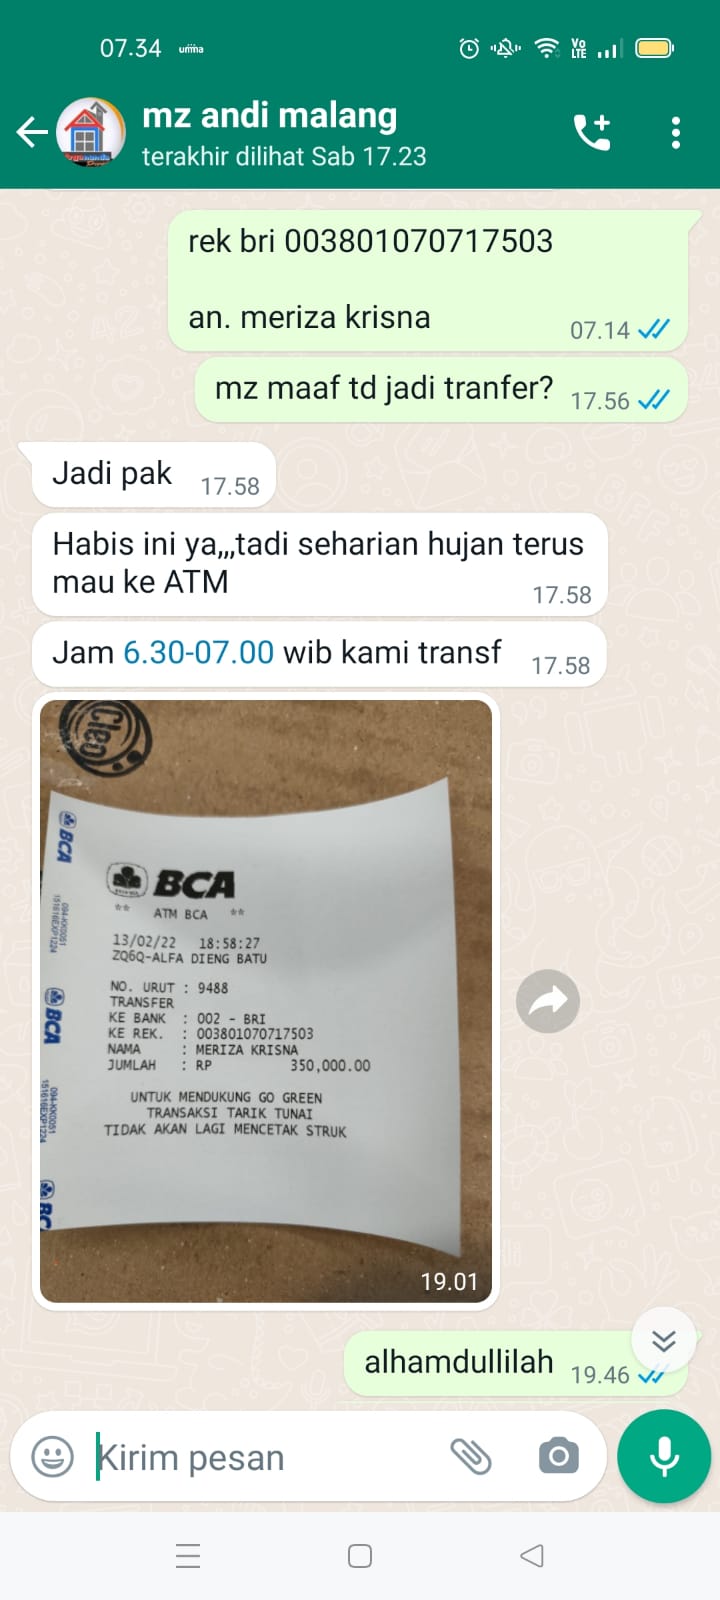 07.34 umma
VO LTE
mz andi malang
terakhir dilihat Sab 17.23
rek bri 003801070717503
an. meriza krisna
07.14
mz maaf td jadi tranfer? 17.56
Jadi pak 17.58
Habis ini ya,,,tadi seharian hujan terus
mau ke ATM
17.58
Jam 6.30-07.00 wib kami transf 17.58
Cleo
BCA
BCA
** ATM BCA **
13/02/22 18:58:27
ZQ6Q-ALFA DIENG BATU
NO. URUT : 9488
TRANSFER
KE BANK : 002 - BRI
KE REK. : 003801070717503
NAMA : MERIZA KRISNA
JUMLAH : RP 350,000.00
UNTUK MENDUKUNG GO GREEN
TRANSAKSI TARIK TUNAI
TIDAK AKAN LAGI MENCETAK STRUK
BCA
BC
19.01
alhamdullilah 19.46
Kirim pesan